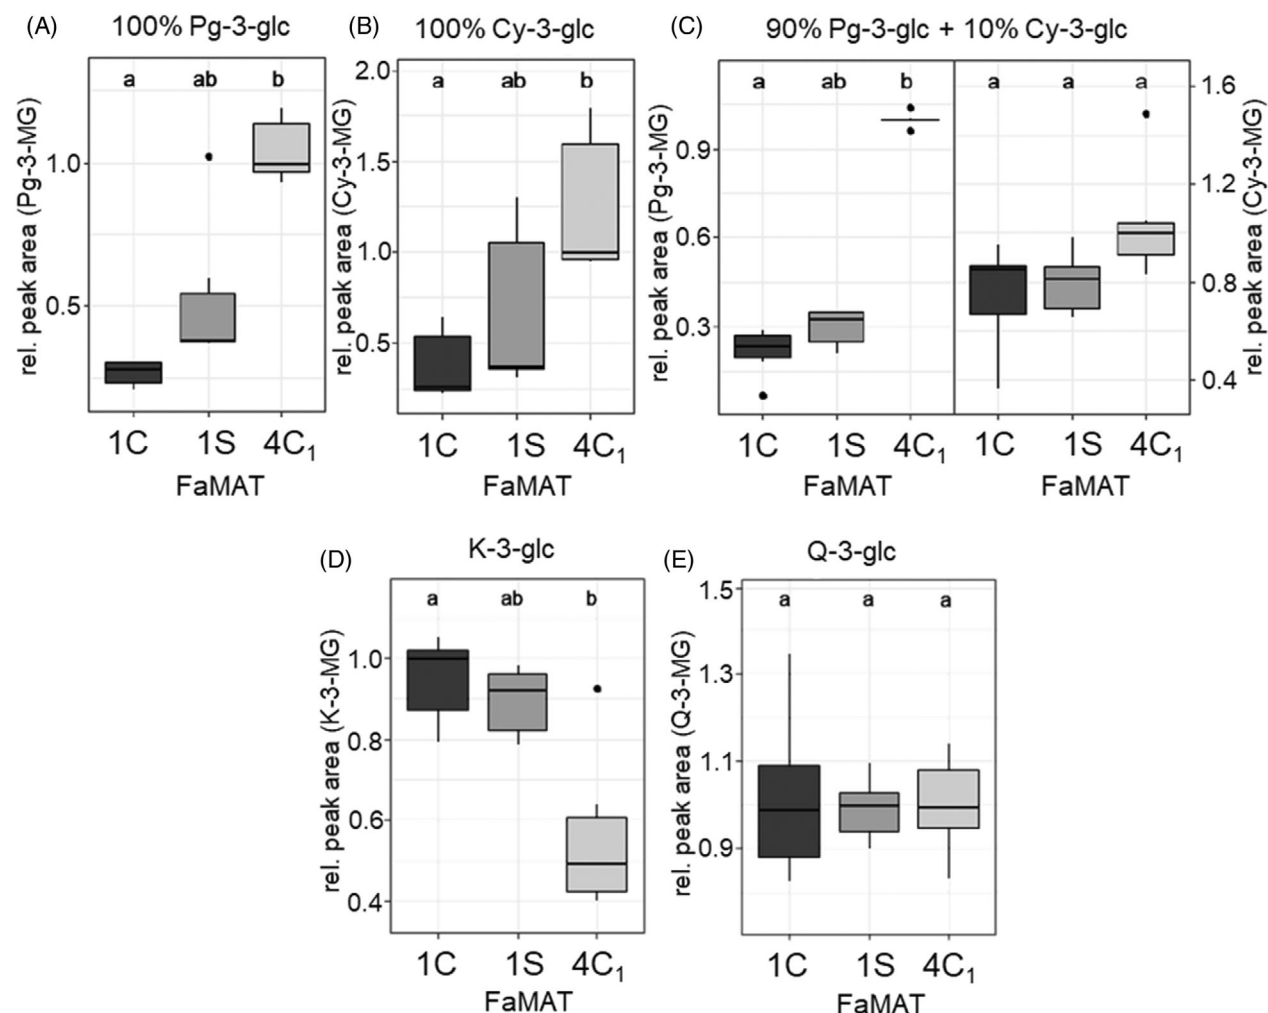 (A) 100% Pg-3-glc
a ab b
rel. peak area (Pg-3-MG)
1.0
0.5
1C 1S 4C₁
FaMAT
(B) 100% Cy-3-glc
a ab b
rel. peak area (Cy-3-MG)
2.0
1.5
1.0
0.5
1C 1S 4C₁
FaMAT
(C) 90% Pg-3-glc + 10% Cy-3-glc
a ab b
rel. peak area (Pg-3-MG)
0.9
0.6
0.3
1C 1S 4C₁
FaMAT
a a a
1.6
1.2
0.8
0.4
rel. peak area (Cy-3-MG)
1C 1S 4C₁
FaMAT
(D) K-3-glc
a ab b
rel. peak area (K-3-MG)
1.0
0.8
0.6
0.4
1C 1S 4C₁
FaMAT
(E) Q-3-glc
a a a
rel. peak area (Q-3-MG)
1.5
1.3
1.1
0.9
1C 1S 4C₁
FaMAT